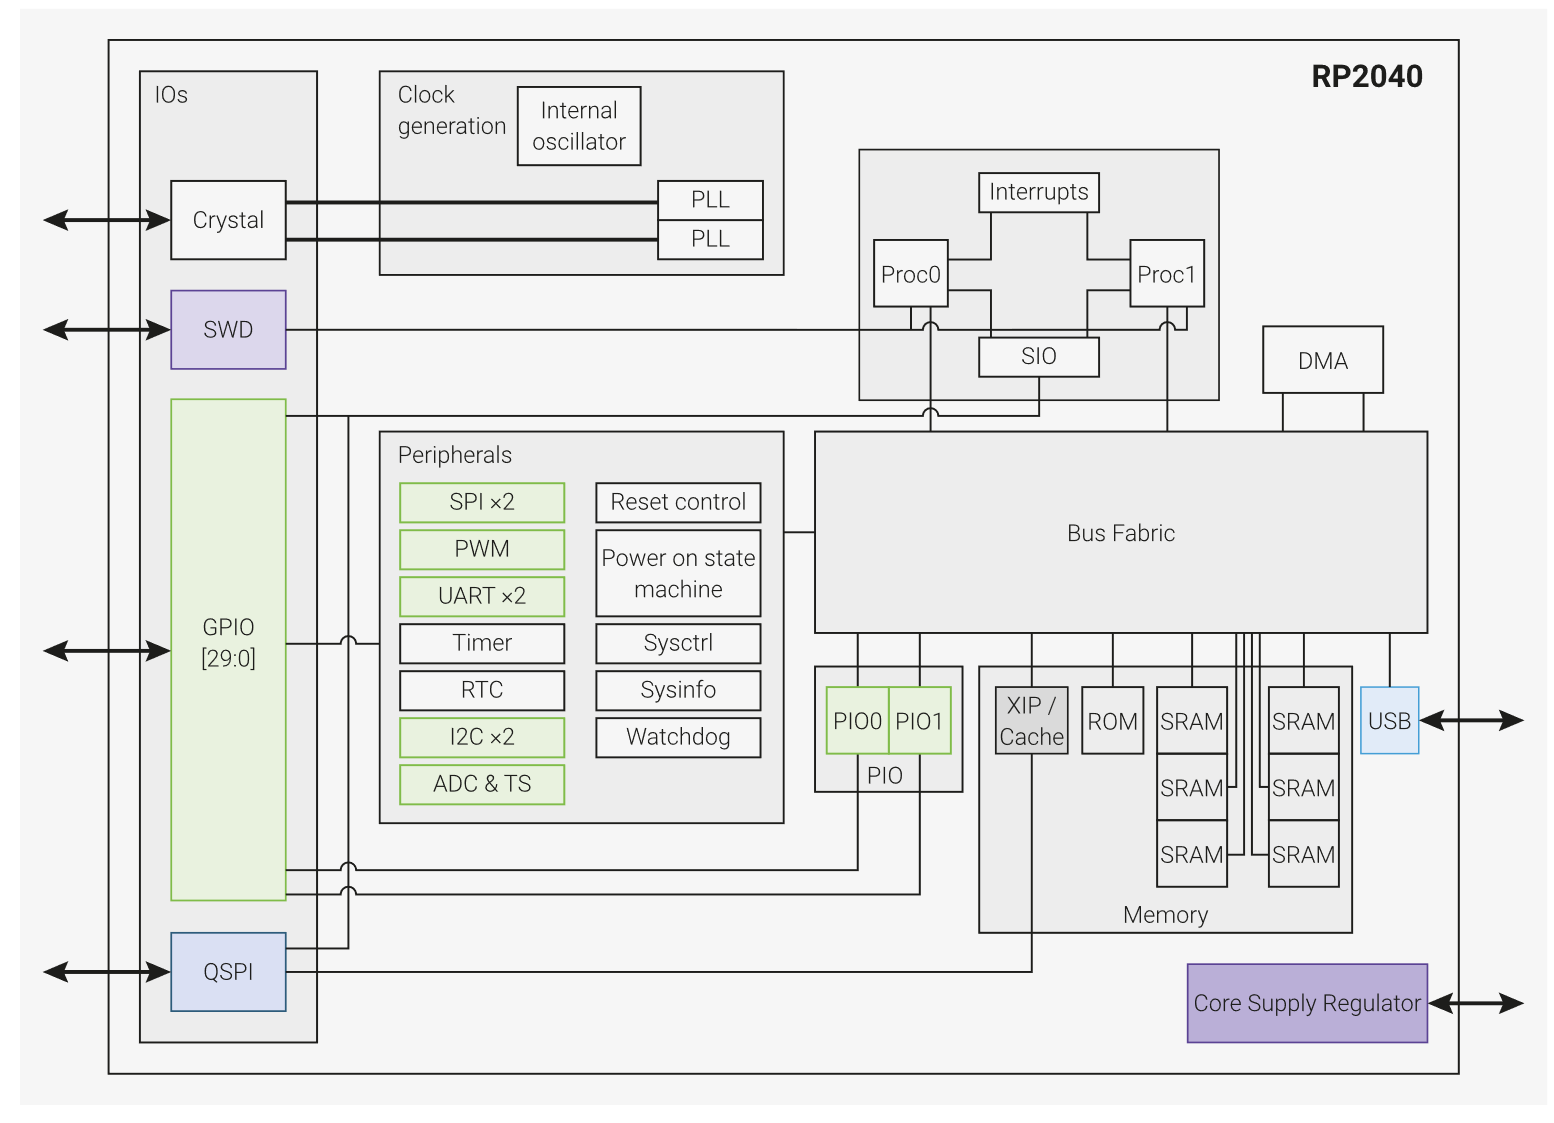 RP2040
IOs
Clock
generation
Internal
oscillator
Crystal
PLL
PLL
Interrupts
Proc0
Proc1
SWD
SIO
DMA
Peripherals
SPI ×2
Reset control
PWM
Power on state
machine
UART ×2
Bus Fabric
GPIO
[29:0]
Timer
Sysctrl
RTC
Sysinfo
I2C ×2
Watchdog
ADC & TS
PIO0
PIO1
PIO
XIP /
Cache
ROM
SRAM
SRAM
USB
SRAM
SRAM
SRAM
SRAM
Memory
QSPI
Core Supply Regulator